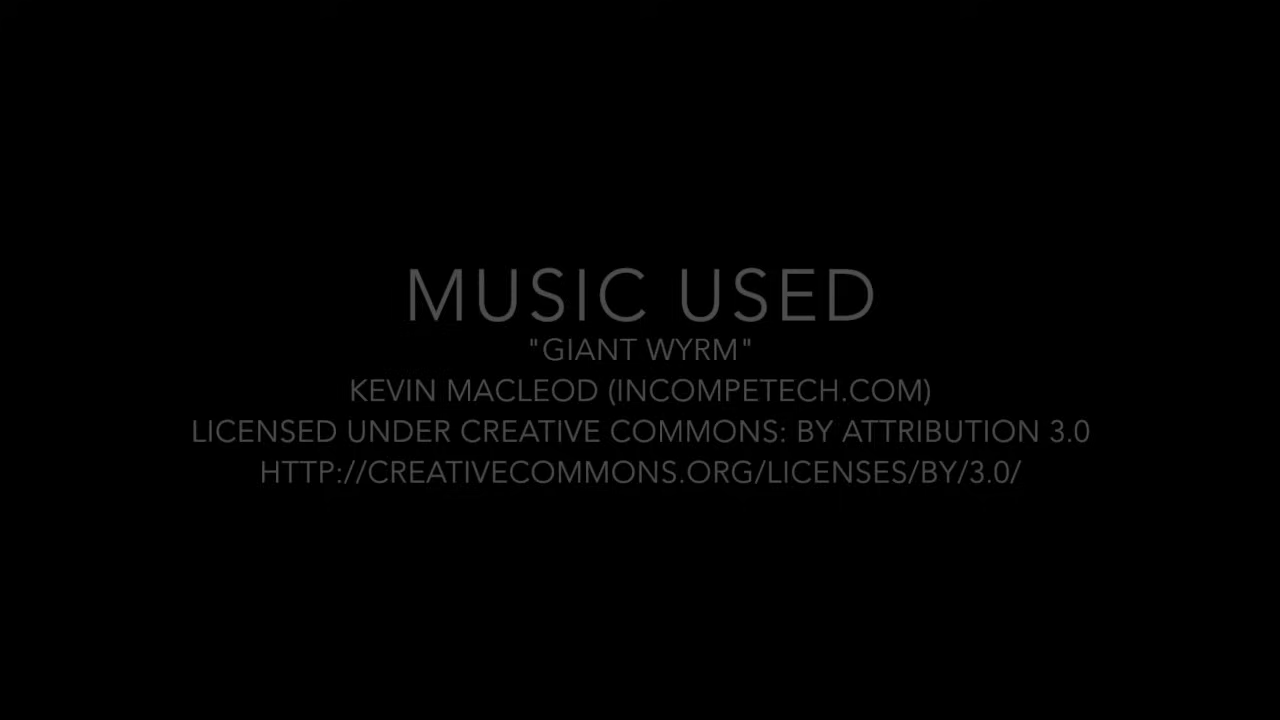 MUSIC USED
"GIANT WYRM"
KEVIN MACLEOD (INCOMPETECH.COM)
LICENSED UNDER CREATIVE COMMONS: BY ATTRIBUTION 3.0
HTTP://CREATIVECOMMONS.ORG/LICENSES/BY/3.0/